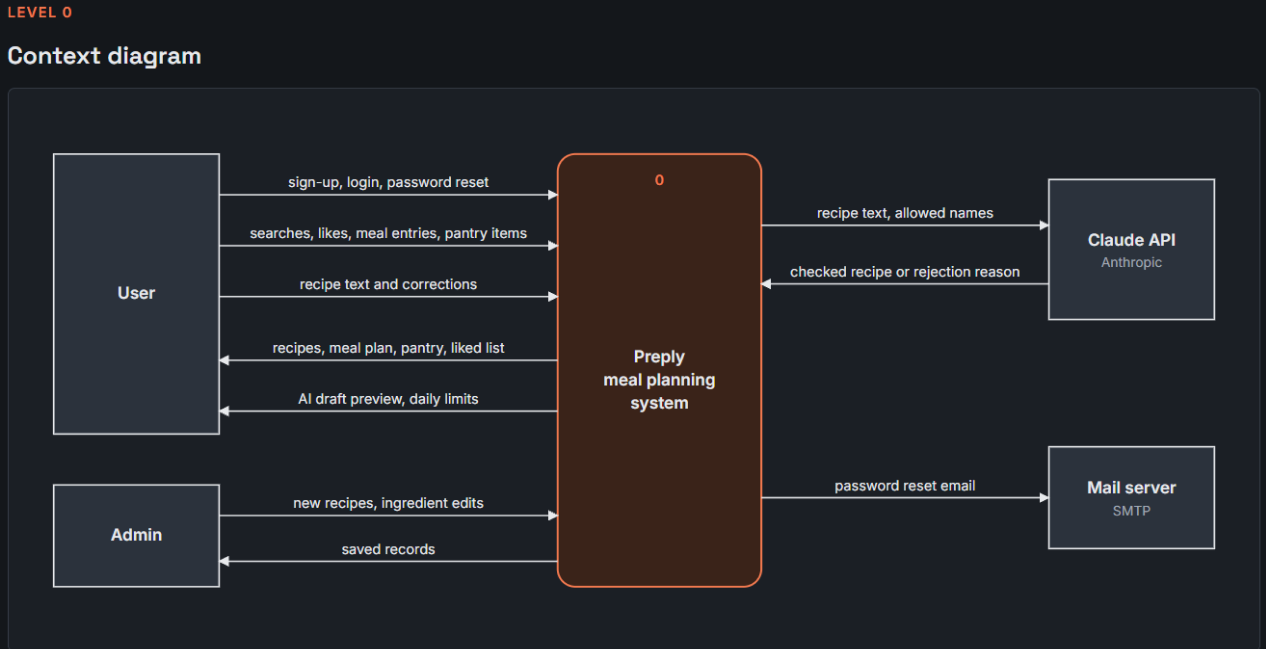 LEVEL 0
Context diagram
User
sign-up, login, password reset
searches, likes, meal entries, pantry items
recipe text and corrections
recipes, meal plan, pantry, liked list
AI draft preview, daily limits
Admin
new recipes, ingredient edits
saved records
0
Preply
meal planning
system
recipe text, allowed names
checked recipe or rejection reason
Claude API
Anthropic
password reset email
Mail server
SMTP